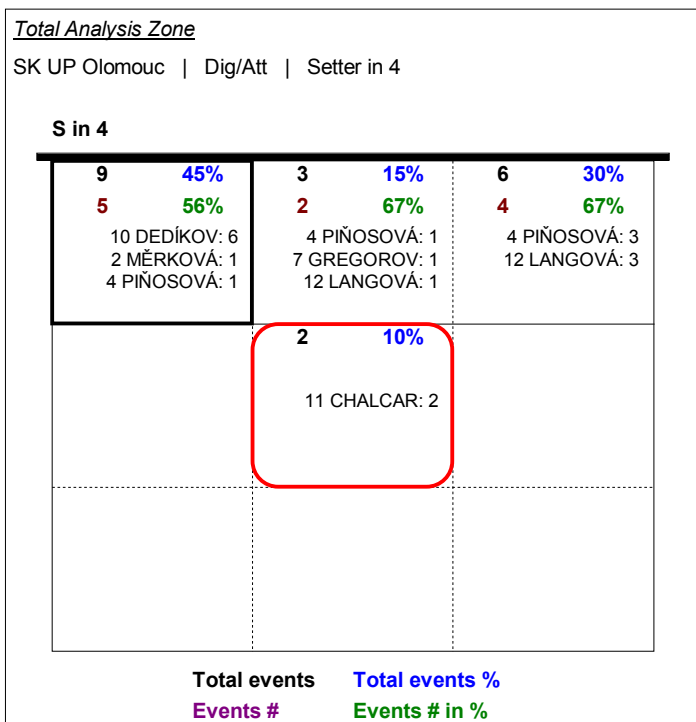 Total Analysis Zone
SK UP Olomouc | Dig/Att | Setter in 4
S in 4
9 45% 3 15% 6 30%
5 56% 2 67% 4 67%
10 DEDÍKOV: 6 4 PIŇOSOVÁ: 1 4 PIŇOSOVÁ: 3
2 MĚRKOVÁ: 1 7 GREGOROV: 1 12 LANGOVÁ: 3
4 PIŇOSOVÁ: 1 12 LANGOVÁ: 1
2 10%
11 CHALCAR: 2
Total events Total events %
Events # Events # in %